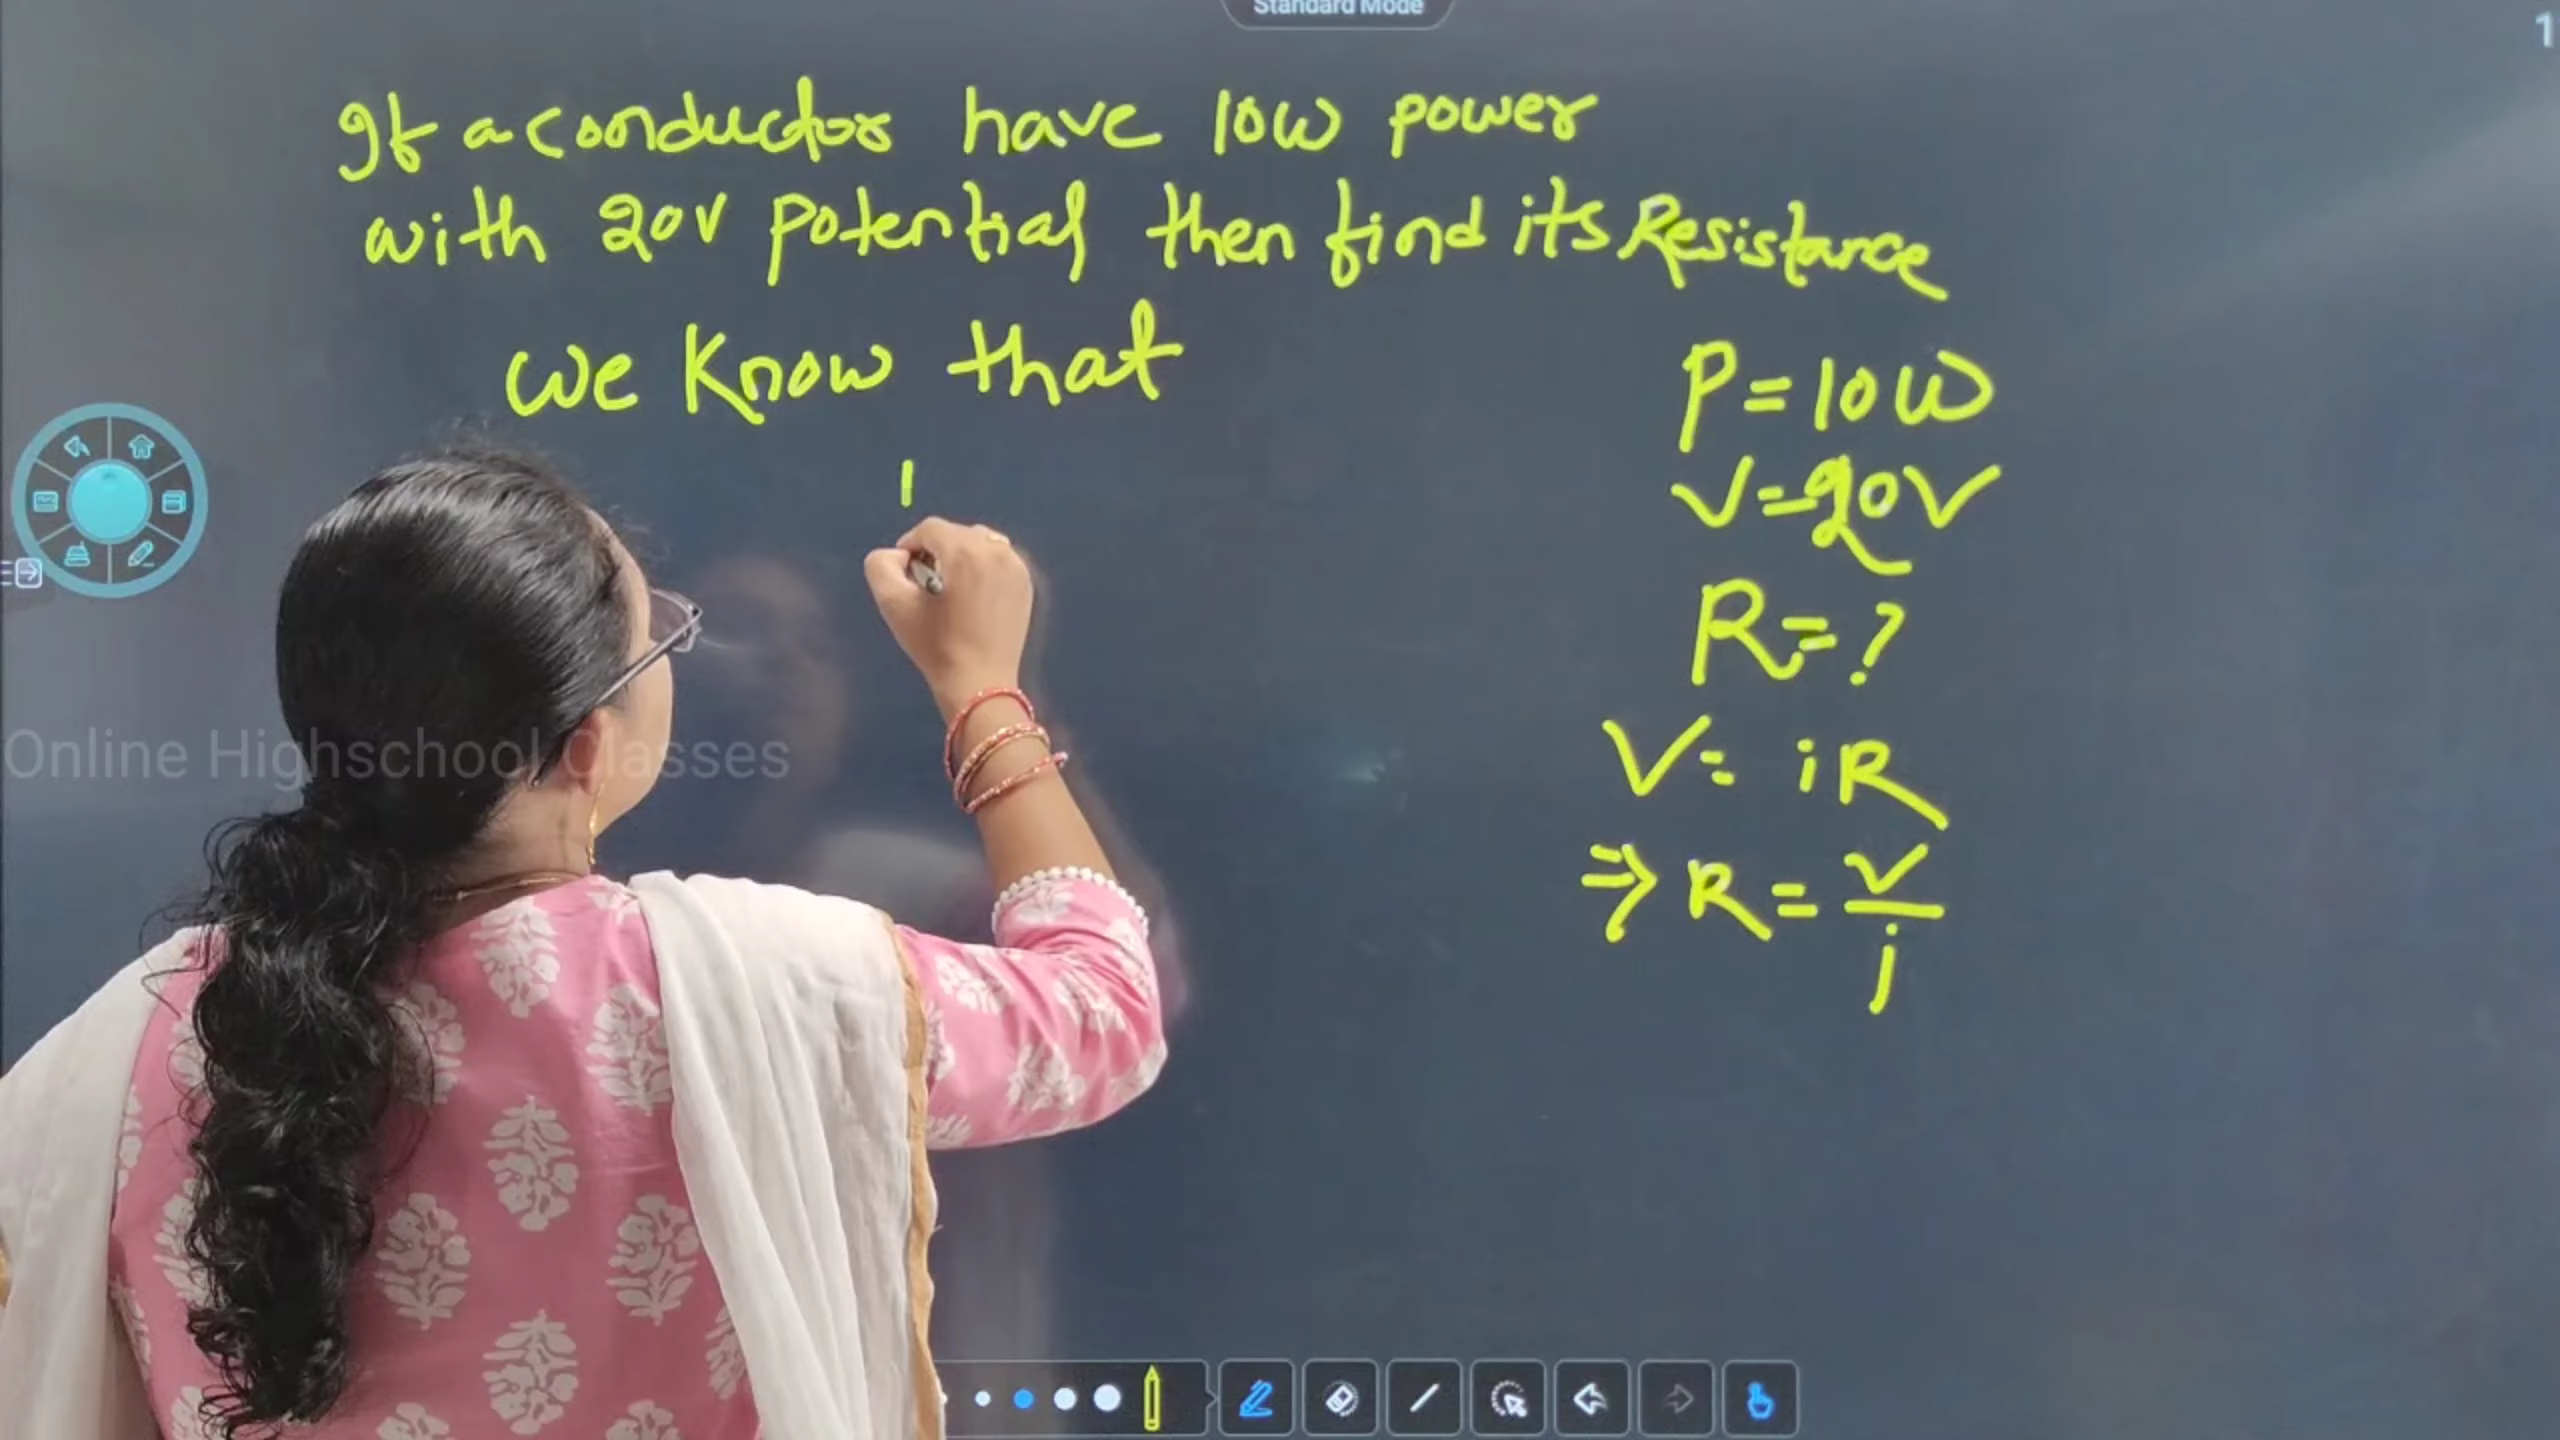 Standard Mode
1
If a conductor have 10W power
with 20V potential then find its Resistance
we know that
P = 10W
V = 20V
R = ?
V = iR
⇒ R = V/i
Online Highschool Classes